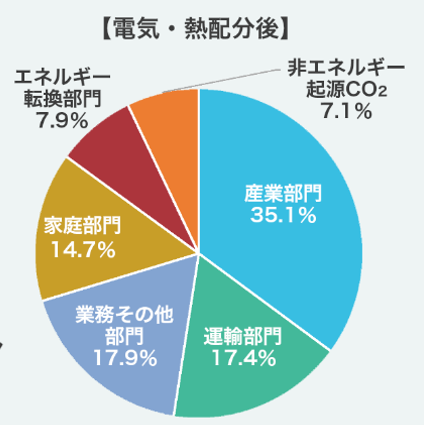 【電気・熱配分後】
非エネルギー
起源CO₂
7.1%
エネルギー
転換部門
7.9%
産業部門
35.1%
家庭部門
14.7%
業務その他
部門
17.9%
運輸部門
17.4%